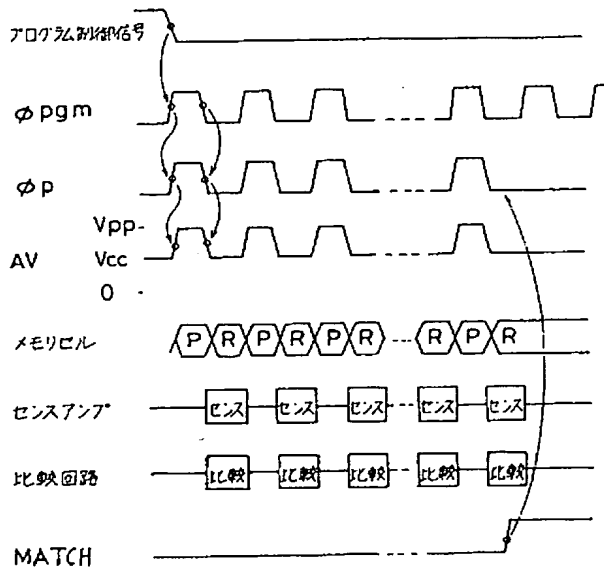 プログラム制御信号
φpgm
φp
Vpp
AV Vcc
0
メモリセル P R P R P R R P R
センスアンプ センス センス センス センス センス
比較回路 比較 比較 比較 比較 比較
MATCH